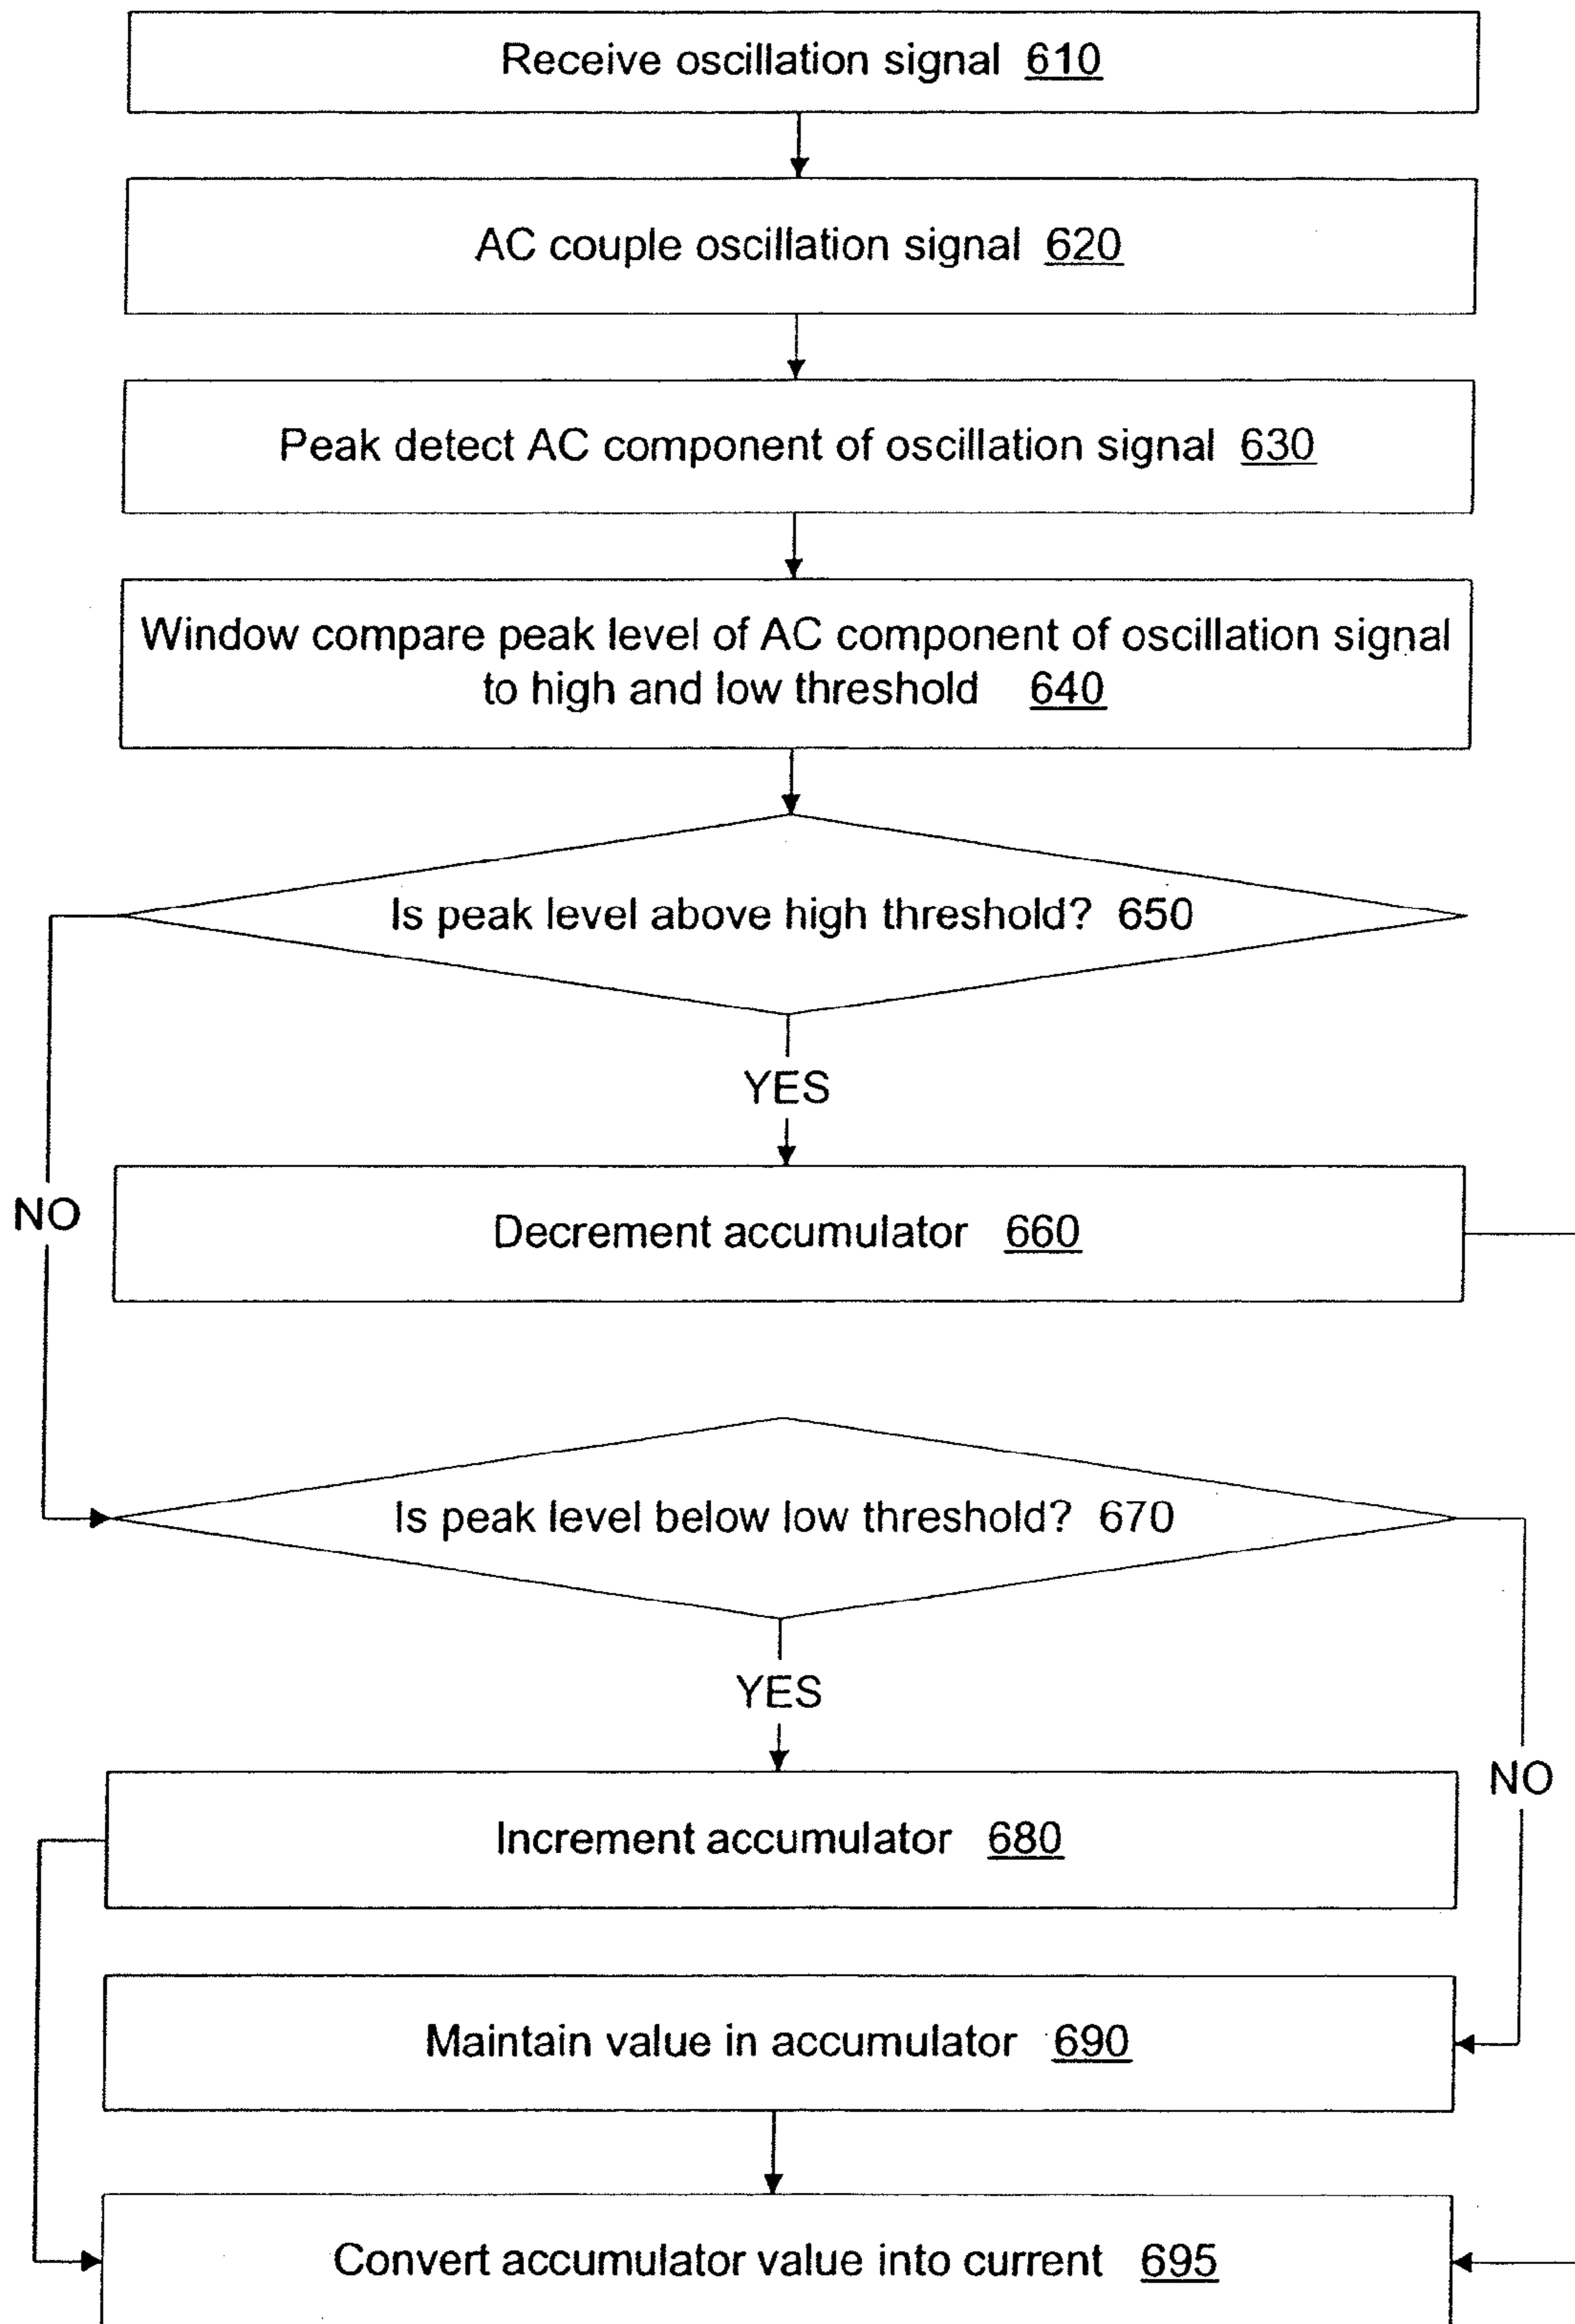 Receive oscillation signal 610
AC couple oscillation signal 620
Peak detect AC component of oscillation signal 630
Window compare peak level of AC component of oscillation signal
to high and low threshold 640
Is peak level above high threshold? 650
YES
NO
Decrement accumulator 660
Is peak level below low threshold? 670
YES
NO
Increment accumulator 680
Maintain value in accumulator 690
Convert accumulator value into current 695